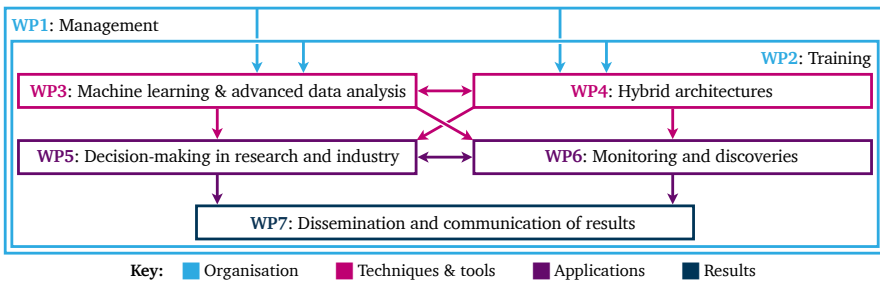 WP1: Management
WP2: Training
WP3: Machine learning & advanced data analysis
WP4: Hybrid architectures
WP5: Decision-making in research and industry
WP6: Monitoring and discoveries
WP7: Dissemination and communication of results
Key: Organisation Techniques & tools Applications Results